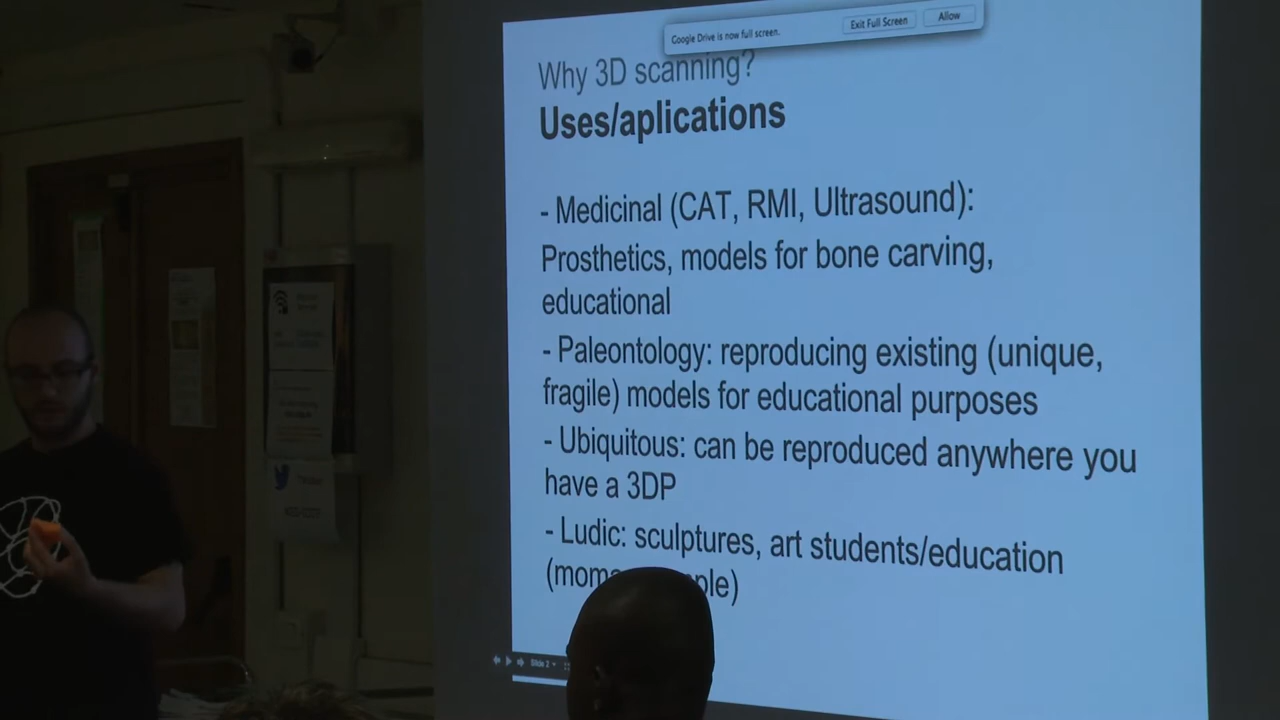 Google Drive is now full screen.
Exit Full Screen
Allow
Why 3D scanning?
Uses/aplications
- Medicinal (CAT, RMI, Ultrasound):
Prosthetics, models for bone carving,
educational
- Paleontology: reproducing existing (unique,
fragile) models for educational purposes
- Ubiquitous: can be reproduced anywhere you
have a 3DP
- Ludic: sculptures, art students/education
Slide 2